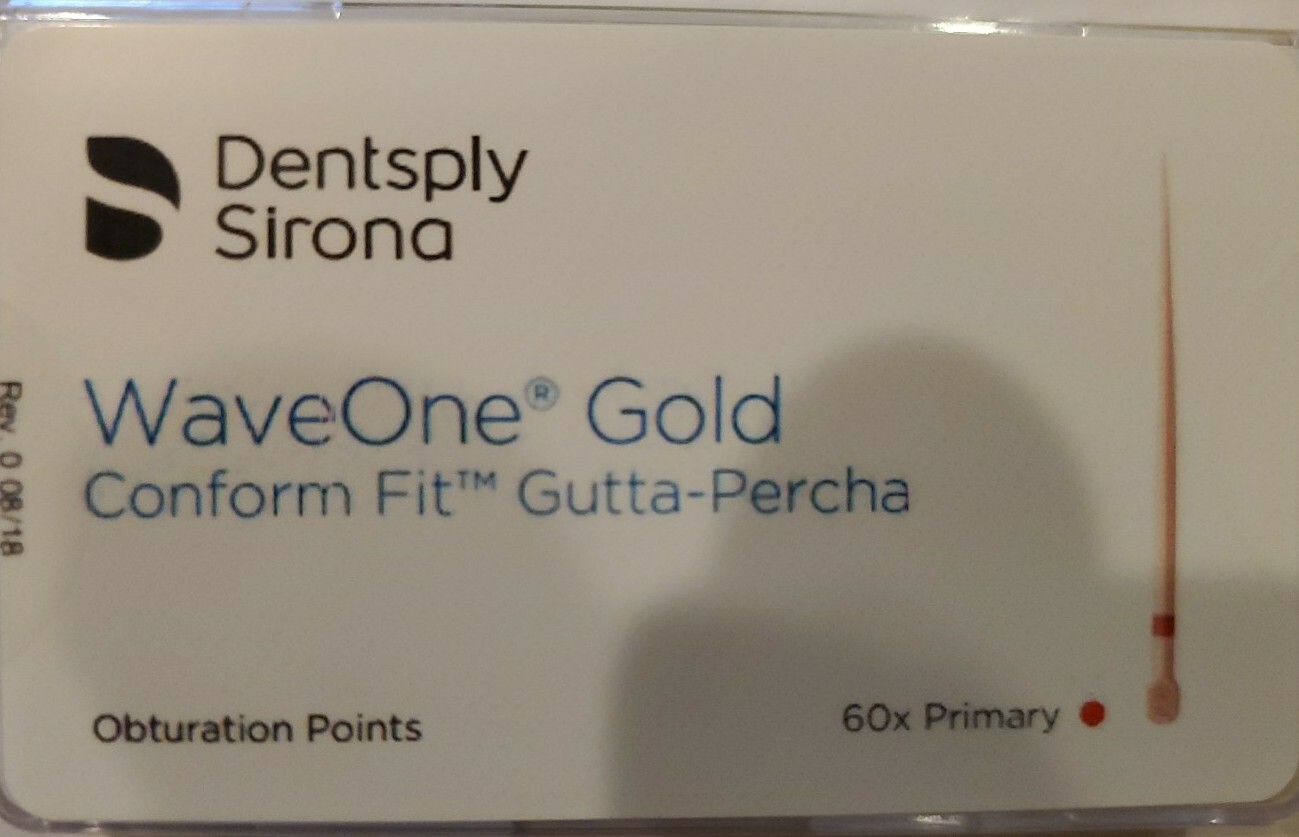 Dentsply
Sirona
WaveOne® Gold
Conform Fit™ Gutta-Percha
Obturation Points
60x Primary
Rev. 0 08/18